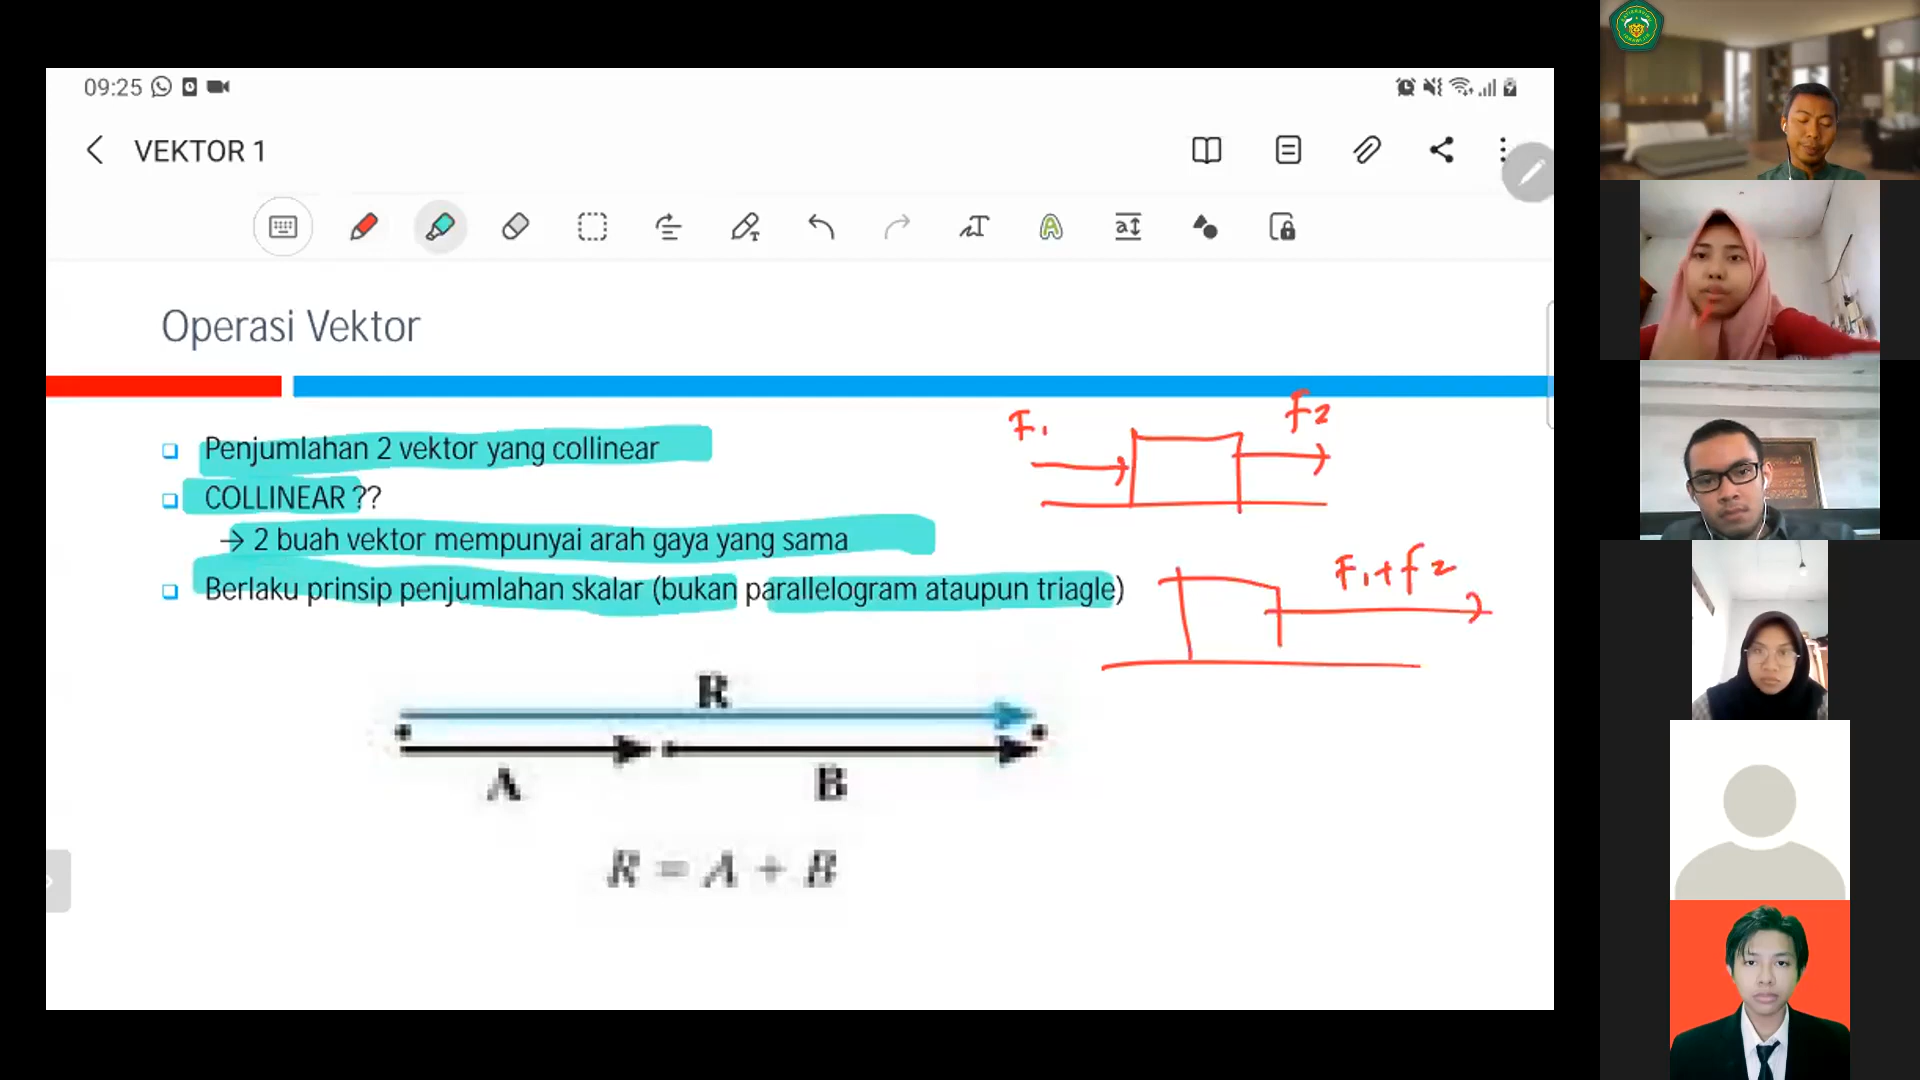 09:25
VEKTOR 1
Operasi Vektor
Penjumlahan 2 vektor yang collinear
COLLINEAR ??
→ 2 buah vektor mempunyai arah gaya yang sama
Berlaku prinsip penjumlahan skalar (bukan parallelogram ataupun triagle)
F1
F2
F1+F2
R
A
B
R = A + B